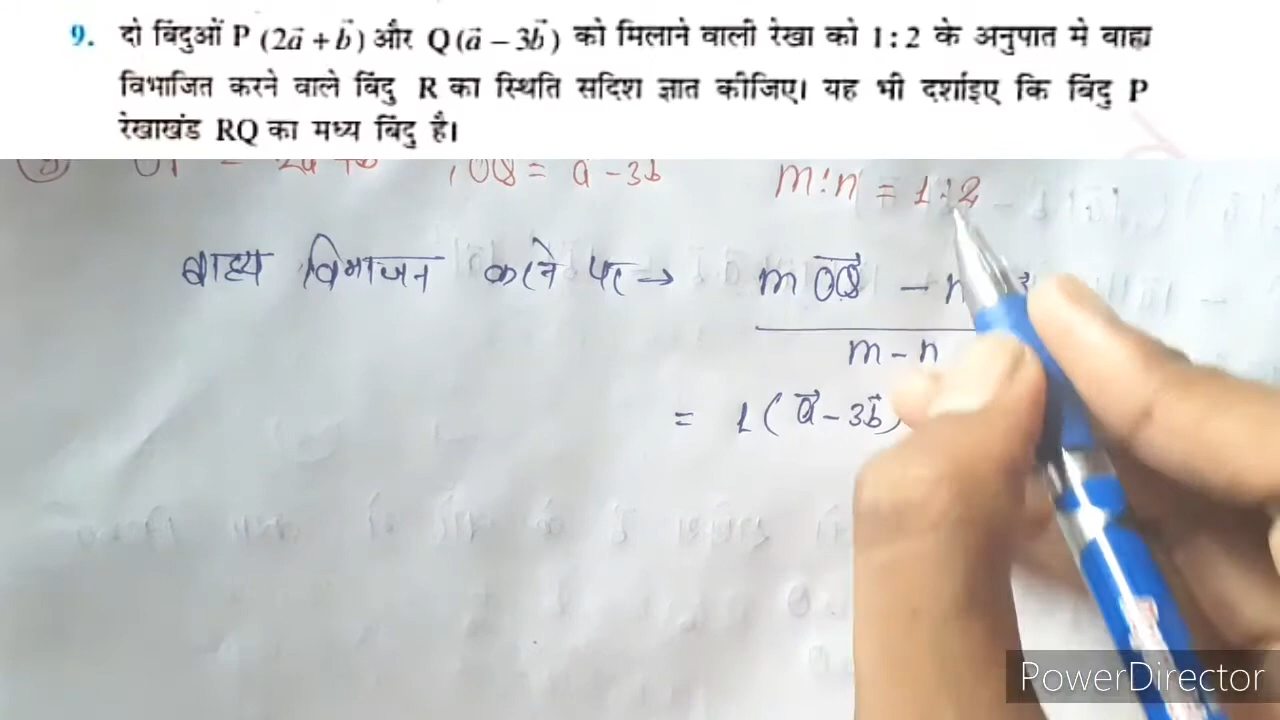 9. दो बिंदुओं P (2a⃗ + b⃗) और Q(a⃗ – 3b⃗) को मिलाने वाली रेखा को 1 : 2 के अनुपात मे बाह्य
विभाजित करने वाले बिंदु R का स्थिति सदिश ज्ञात कीजिए। यह भी दर्शाइए कि बिंदु P
रेखाखंड RQ का मध्य बिंदु है।
OQ = a - 3b m:n = 1:2
बाह्य विभाजन करने पर → m OQ⃗ - n
m - n
= 1(a⃗ - 3b⃗)
PowerDirector